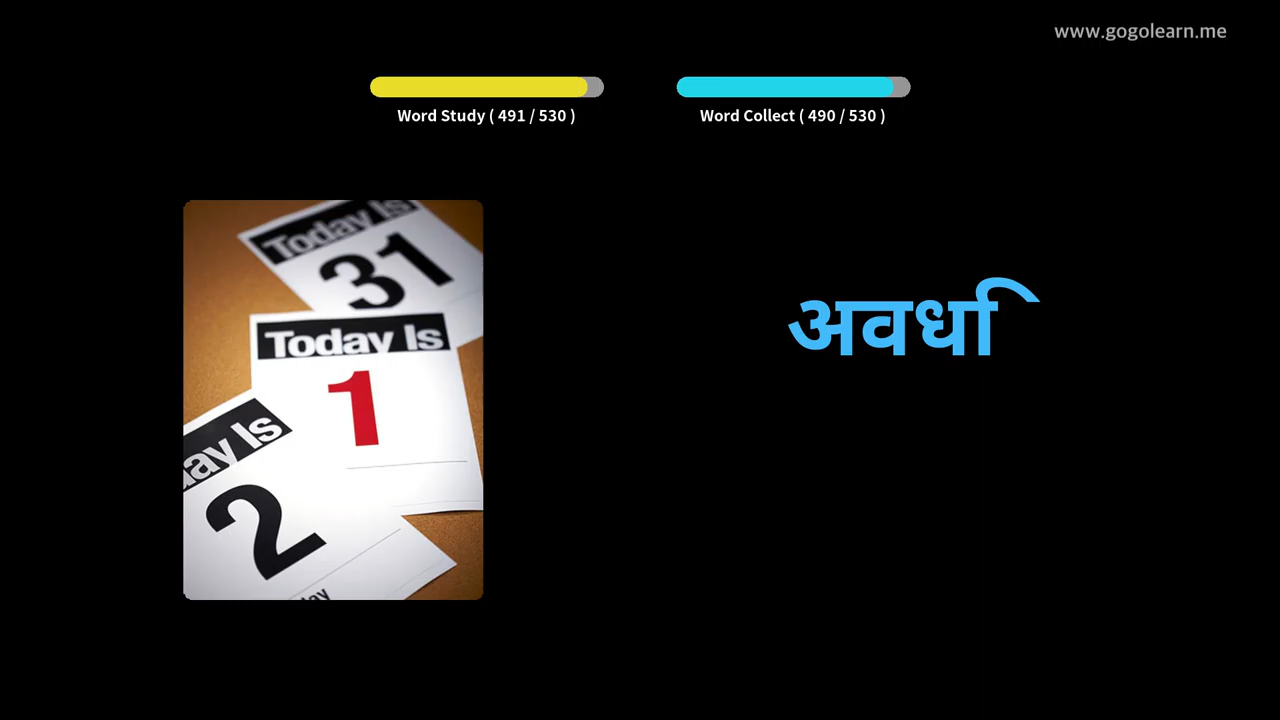 www.gogolearn.me
Word Study ( 491 / 530 )
Word Collect ( 490 / 530 )
Today Is
31
Today Is
1
ay Is
2
ay
अवधि